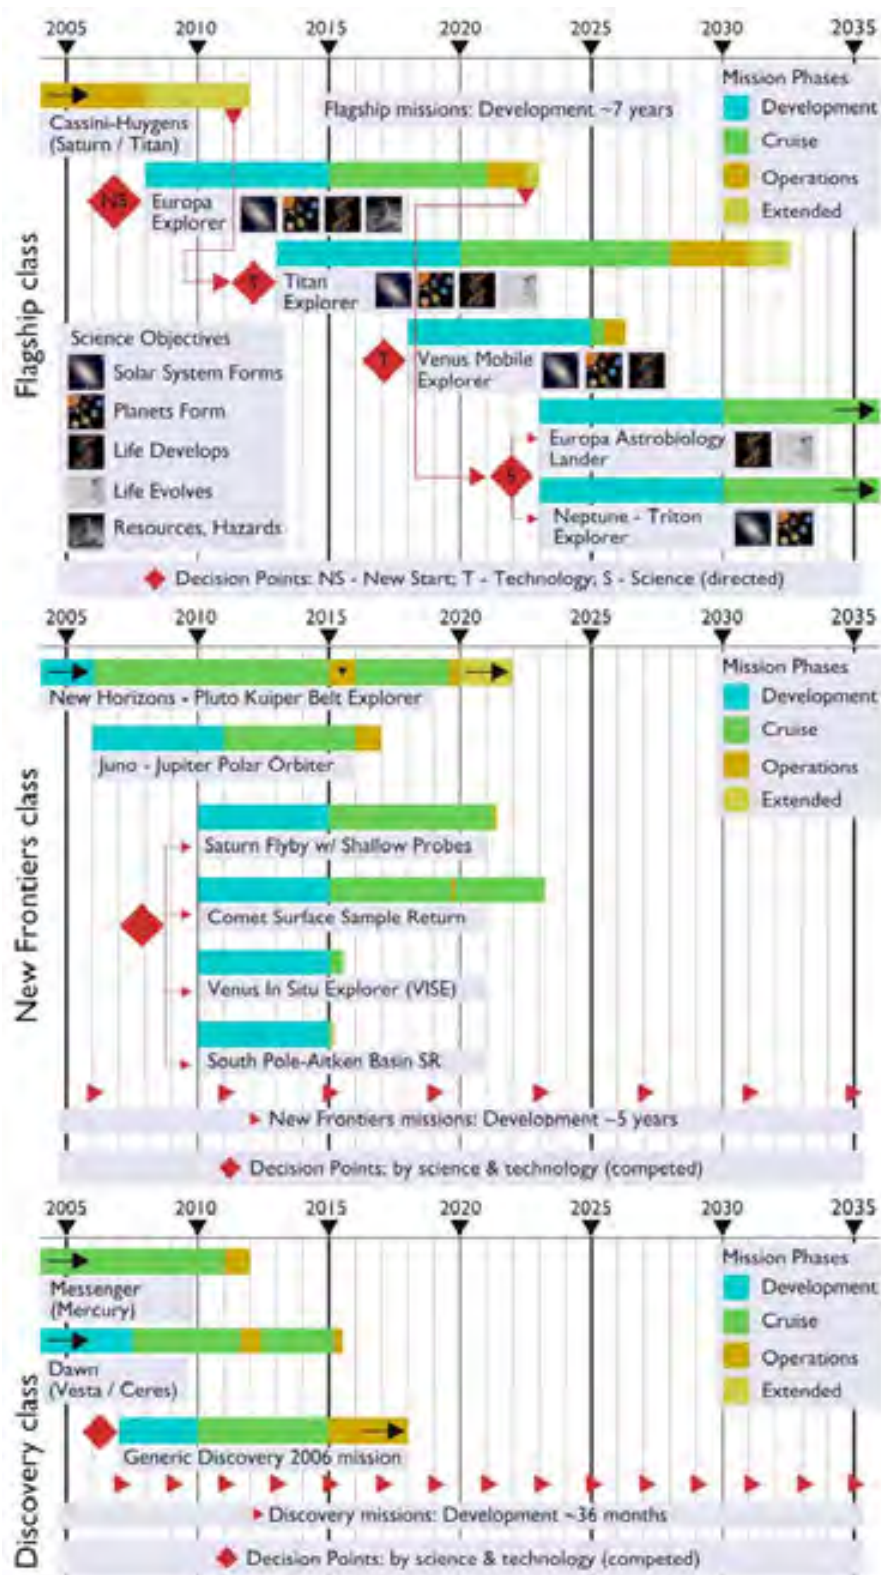 2005 2010 2015 2020 2025 2030 2035
Mission Phases
Development
Cruise
Operations
Extended
Flagship class
Cassini-Huygens
(Saturn / Titan)
Flagship missions: Development ~7 years
NS
Europa
Explorer
T
Titan
Explorer
T
Venus Mobile
Explorer
Science Objectives
Solar System Forms
Planets Form
Life Develops
Life Evolves
Resources, Hazards
Europa Astrobiology
Lander
S
Neptune - Triton
Explorer
Decision Points: NS - New Start; T - Technology; S - Science (directed)
2005 2010 2015 2020 2025 2030 2035
Mission Phases
Development
Cruise
Operations
Extended
New Frontiers class
New Horizons - Pluto Kuiper Belt Explorer
Juno - Jupiter Polar Orbiter
Saturn Flyby w/ Shallow Probes
Comet Surface Sample Return
Venus In Situ Explorer (VISE)
South Pole-Aitken Basin SR
New Frontiers missions: Development ~5 years
Decision Points: by science & technology (competed)
2005 2010 2015 2020 2025 2030 2035
Mission Phases
Development
Cruise
Operations
Extended
Discovery class
Messenger
(Mercury)
Dawn
(Vesta / Ceres)
Generic Discovery 2006 mission
Discovery missions: Development ~36 months
Decision Points: by science & technology (competed)